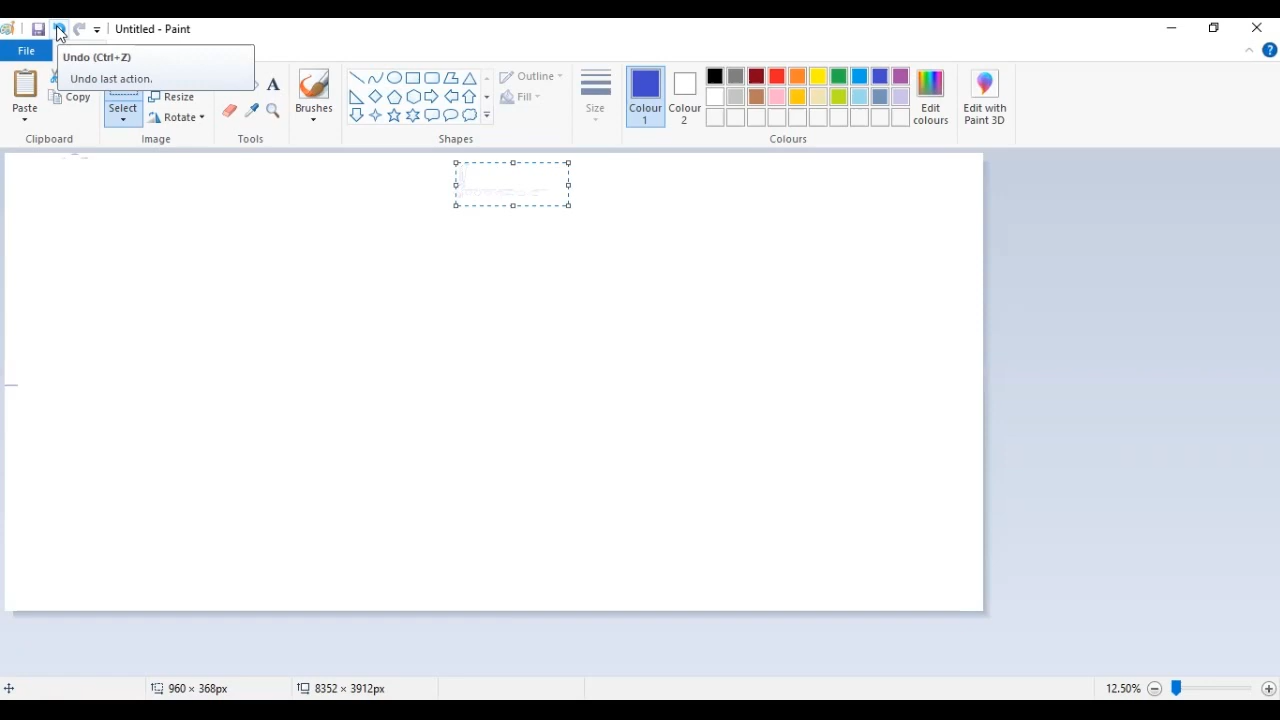 Untitled - Paint
Undo (Ctrl+Z)
Undo last action.
File
Paste
Copy
Clipboard
Select
Resize
Rotate
Image
A
Tools
Brushes
Shapes
Outline
Fill
Size
Colour 1
Colour 2
Colours
Edit colours
Edit with Paint 3D
960 × 368px
8352 × 3912px
12.50%